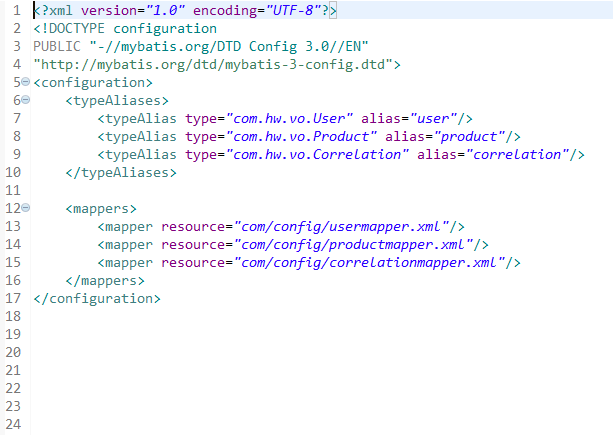 1 <?xml version="1.0" encoding="UTF-8"?>
2 <!DOCTYPE configuration
3 PUBLIC "-//mybatis.org/DTD Config 3.0//EN"
4 "http://mybatis.org/dtd/mybatis-3-config.dtd">
5 <configuration>
6     <typeAliases>
7         <typeAlias type="com.hw.vo.User" alias="user"/>
8         <typeAlias type="com.hw.vo.Product" alias="product"/>
9         <typeAlias type="com.hw.vo.Correlation" alias="correlation"/>
10     </typeAliases>
11
12     <mappers>
13         <mapper resource="com/config/usermapper.xml"/>
14         <mapper resource="com/config/productmapper.xml"/>
15         <mapper resource="com/config/correlationmapper.xml"/>
16     </mappers>
17 </configuration>
18
19
20
21
22
23
24